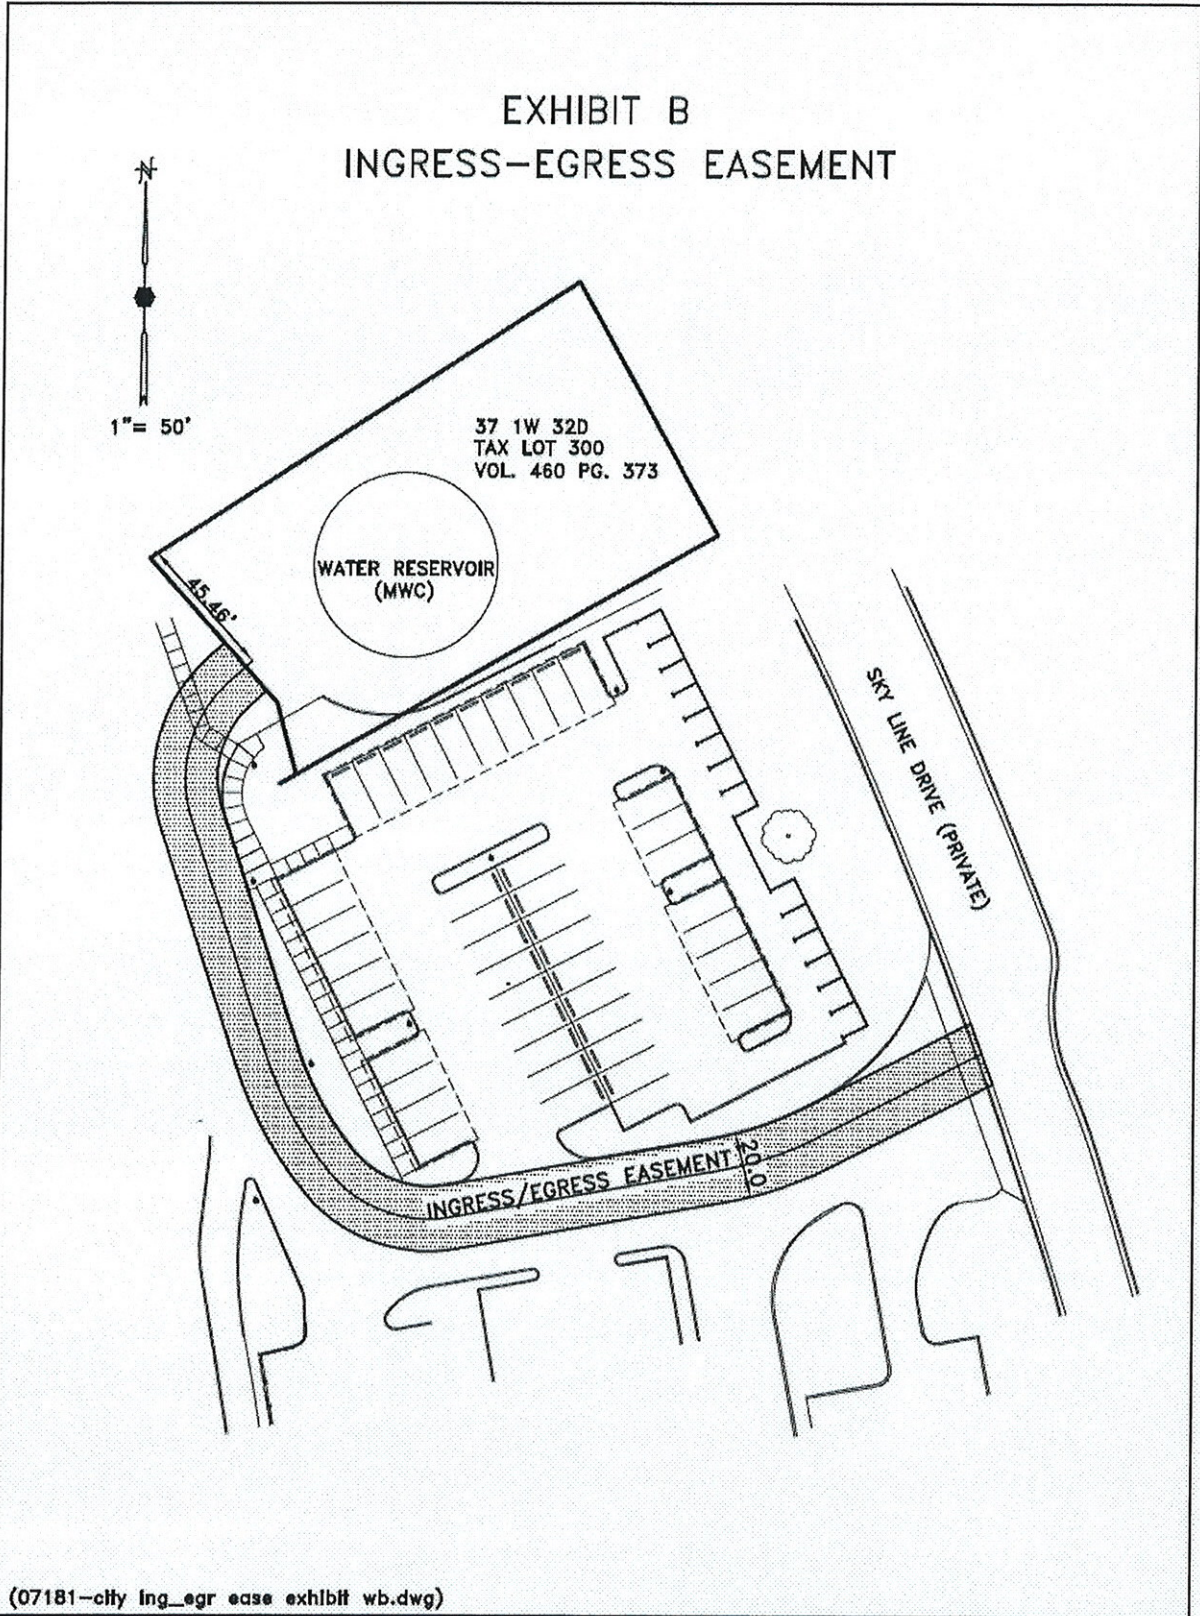 EXHIBIT B
INGRESS-EGRESS EASEMENT
N
1"= 50'
37 1W 32D
TAX LOT 300
VOL. 460 PG. 373
WATER RESERVOIR
(MWC)
45.46'
SKY LINE DRIVE (PRIVATE)
INGRESS/EGRESS EASEMENT
20.0
(07181-city ing_egr ease exhibit wb.dwg)